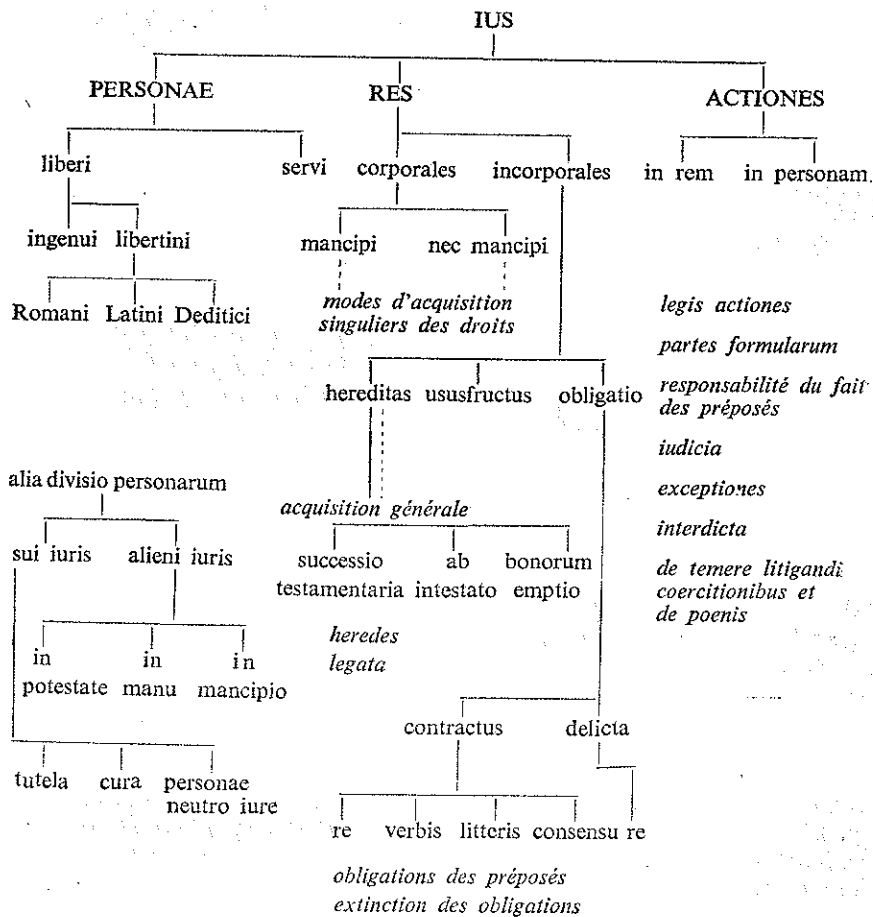 IUS
PERSONAE RES ACTIONES
liberi servi corporales incorporales in rem in personam.
ingenui libertini mancipi nec mancipi
Romani Latini Deditici
modes d'acquisition
singuliers des droits
legis actiones
partes formularum
hereditas ususfructus obligatio
responsabilité du fait
des préposés
iudicia
alia divisio personarum
acquisition générale
exceptiones
interdicta
sui iuris alieni iuris
successio ab bonorum
testamentaria intestato emptio
de temere litigandi
coercitionibus et
de poenis
heredes
legata
in in in
potestate manu mancipio
contractus delicta
tutela cura personae
neutro iure
re verbis litteris consensu re
obligations des préposés
extinction des obligations